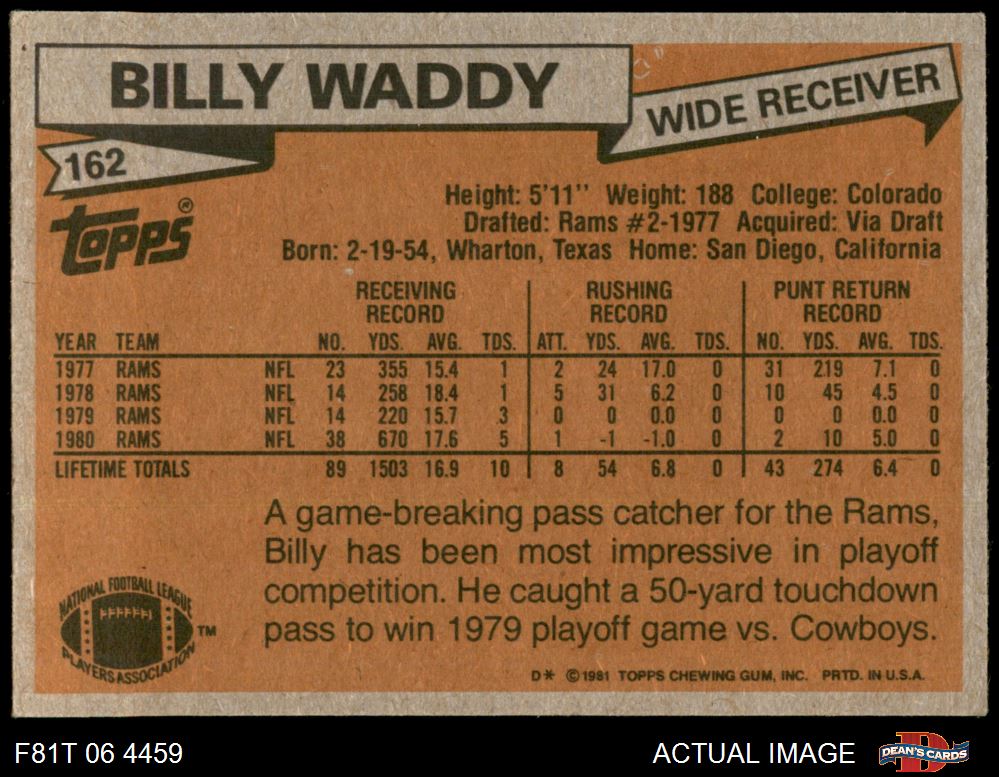 BILLY WADDY
WIDE RECEIVER
162
Topps®
Height: 5'11" Weight: 188 College: Colorado
Drafted: Rams #2-1977 Acquired: Via Draft
Born: 2-19-54, Wharton, Texas Home: San Diego, California
RECEIVING RECORD RUSHING RECORD PUNT RETURN RECORD
YEAR TEAM NO. YDS. AVG. TDS. ATT. YDS. AVG. TDS. NO. YDS. AVG. TDS.
1977 RAMS NFL 23 355 15.4 1 2 24 17.0 0 31 219 7.1 0
1978 RAMS NFL 14 258 18.4 1 5 31 6.2 0 10 45 4.5 0
1979 RAMS NFL 14 220 15.7 3 0 0 0.0 0 0 0 0.0 0
1980 RAMS NFL 38 670 17.6 5 1 -1 -1.0 0 2 10 5.0 0
LIFETIME TOTALS 89 1503 16.9 10 8 54 6.8 0 43 274 6.4 0
A game-breaking pass catcher for the Rams,
Billy has been most impressive in playoff
competition. He caught a 50-yard touchdown
pass to win 1979 playoff game vs. Cowboys.
NATIONAL FOOTBALL LEAGUE
PLAYERS ASSOCIATION
TM
D* ©1981 TOPPS CHEWING GUM, INC. PRTD. IN U.S.A.
F81T 06 4459
ACTUAL IMAGE
DEAN'S CARDS